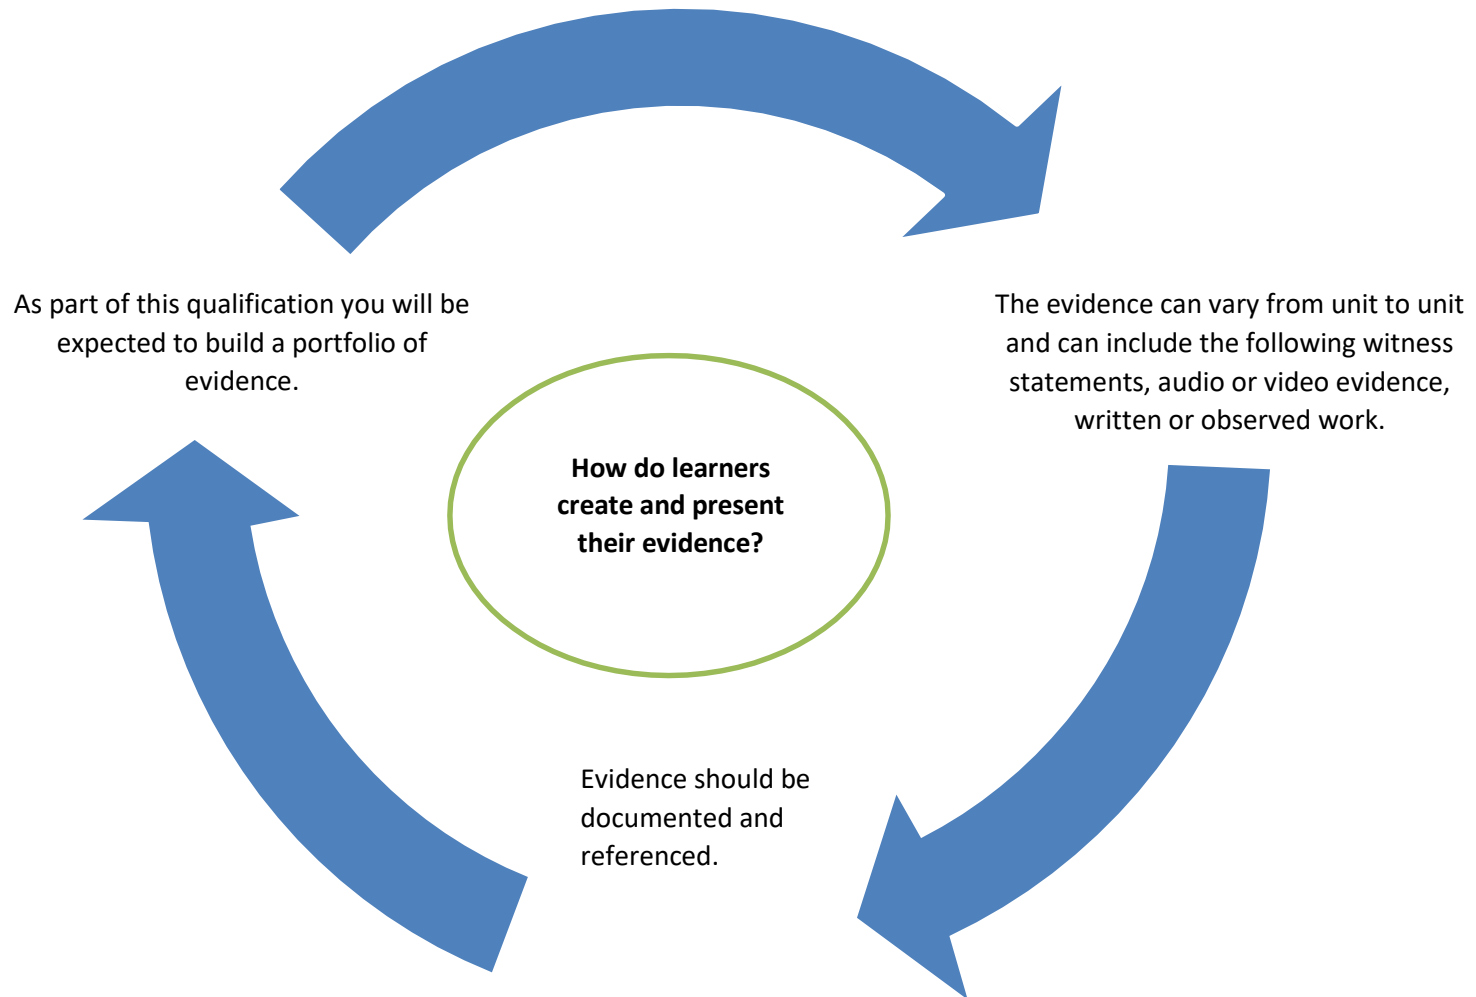 As part of this qualification you will be
expected to build a portfolio of
evidence.
The evidence can vary from unit to unit
and can include the following witness
statements, audio or video evidence,
written or observed work.
How do learners
create and present
their evidence?
Evidence should be
documented and
referenced.